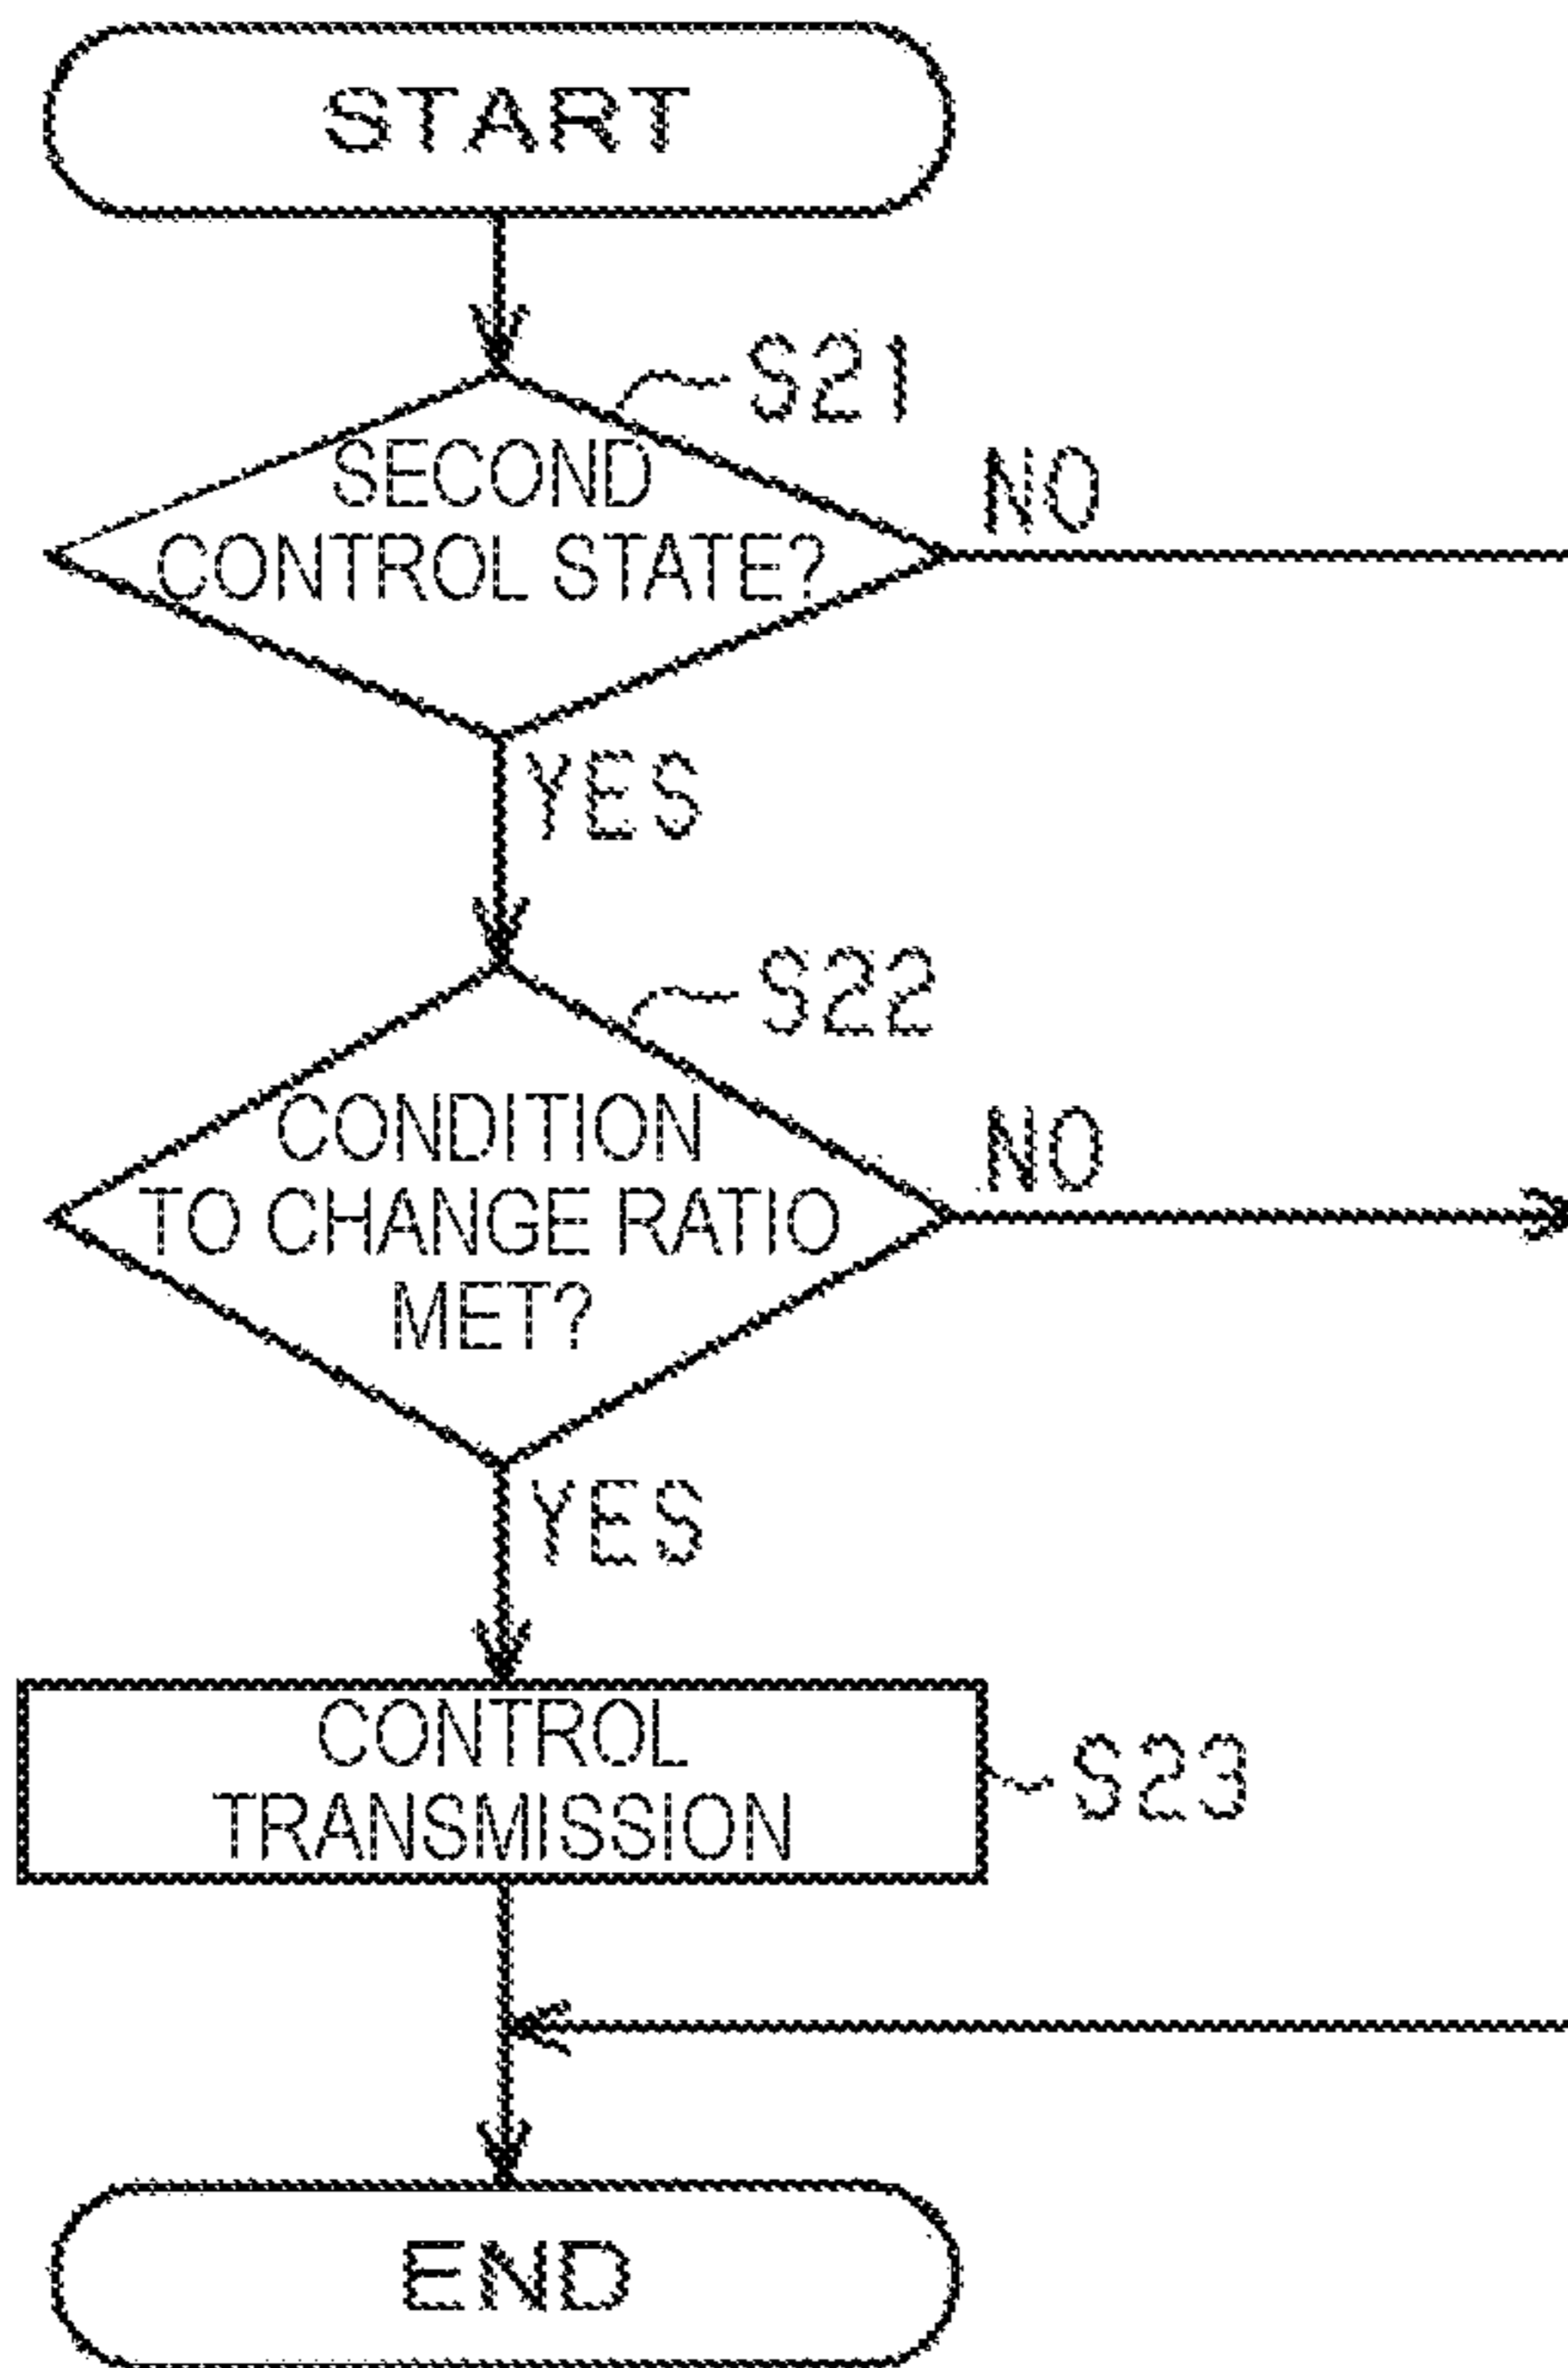 START
S21
SECOND
CONTROL STATE?
NO
YES
S22
CONDITION
TO CHANGE RATIO
MET?
NO
YES
CONTROL
TRANSMISSION
S23
END